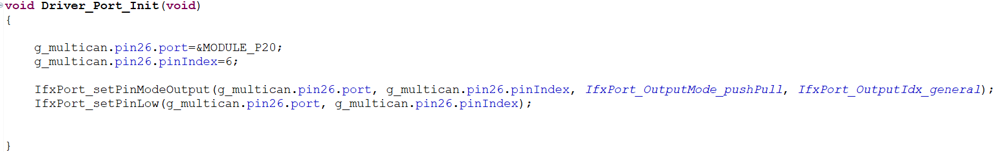 void Driver_Port_Init(void)
{
g_multican.pin26.port=&MODULE_P20;
g_multican.pin26.pinIndex=6;
IfxPort_setPinModeOutput(g_multican.pin26.port, g_multican.pin26.pinIndex, IfxPort_OutputMode_pushPull, IfxPort_OutputIdx_general);
IfxPort_setPinLow(g_multican.pin26.port, g_multican.pin26.pinIndex);
}